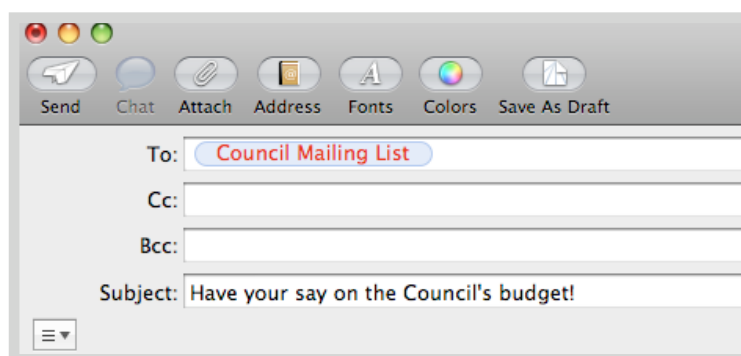 Send Chat Attach Address Fonts Colors Save As Draft
To: Council Mailing List
Cc:
Bcc:
Subject: Have your say on the Council's budget!